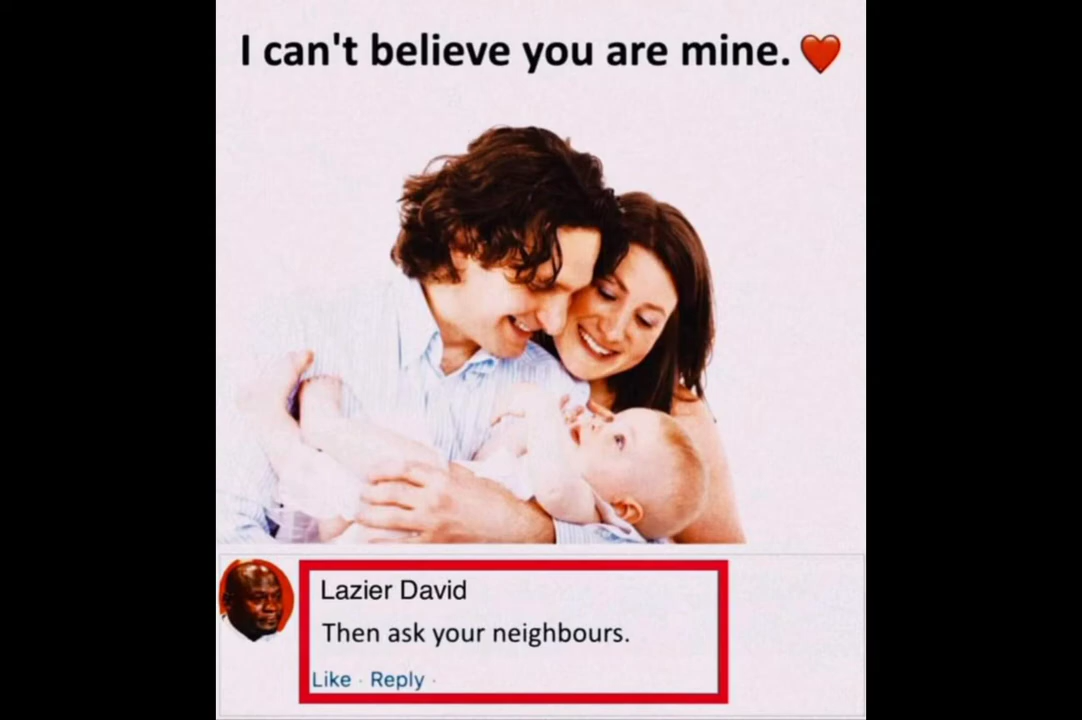 I can't believe you are mine. ❤️
Lazier David
Then ask your neighbours.
Like · Reply ·